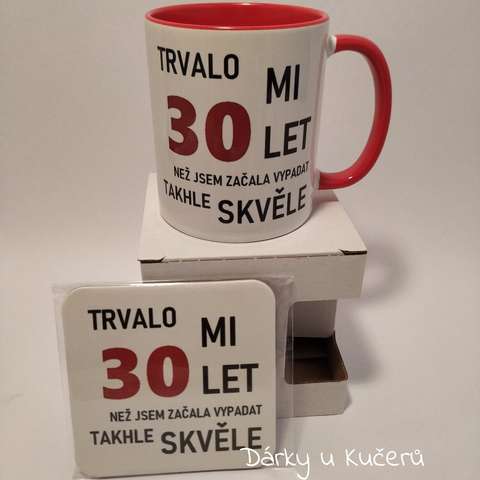 TRVALO MI
30 LET
NEŽ JSEM ZAČALA VYPADAT
TAKHLE SKVĚLE
TRVALO MI
30 LET
NEŽ JSEM ZAČALA VYPADAT
TAKHLE SKVĚLE
Dárky u Kučerů